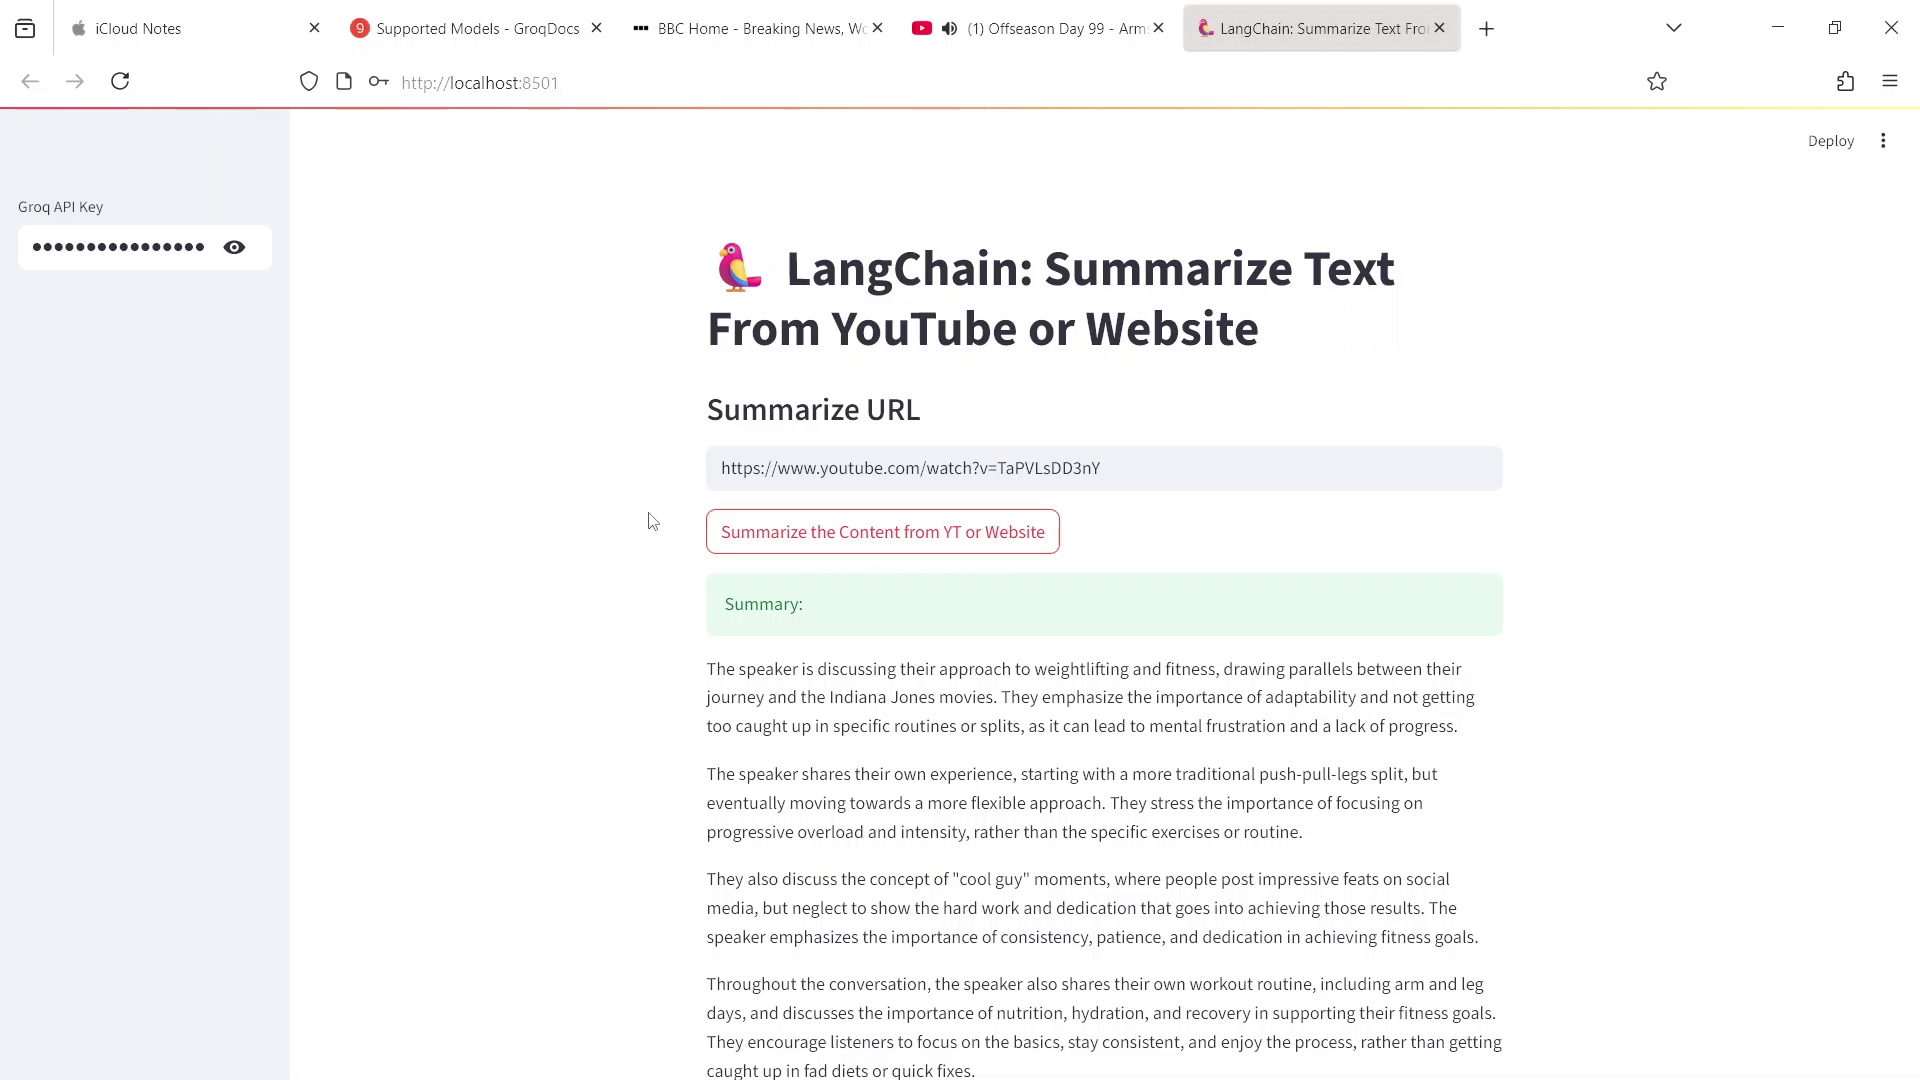 iCloud Notes
9 Supported Models - GroqDocs
BBC Home - Breaking News, Wo
(1) Offseason Day 99 - Arm
LangChain: Summarize Text Fro
http://localhost:8501
Deploy
Groq API Key
LangChain: Summarize Text
From YouTube or Website
Summarize URL
https://www.youtube.com/watch?v=TaPVLsDD3nY
Summarize the Content from YT or Website
Summary:
The speaker is discussing their approach to weightlifting and fitness, drawing parallels between their
journey and the Indiana Jones movies. They emphasize the importance of adaptability and not getting
too caught up in specific routines or splits, as it can lead to mental frustration and a lack of progress.
The speaker shares their own experience, starting with a more traditional push-pull-legs split, but
eventually moving towards a more flexible approach. They stress the importance of focusing on
progressive overload and intensity, rather than the specific exercises or routine.
They also discuss the concept of "cool guy" moments, where people post impressive feats on social
media, but neglect to show the hard work and dedication that goes into achieving those results. The
speaker emphasizes the importance of consistency, patience, and dedication in achieving fitness goals.
Throughout the conversation, the speaker also shares their own workout routine, including arm and leg
days, and discusses the importance of nutrition, hydration, and recovery in supporting their fitness goals.
They encourage listeners to focus on the basics, stay consistent, and enjoy the process, rather than getting
caught up in fad diets or quick fixes.